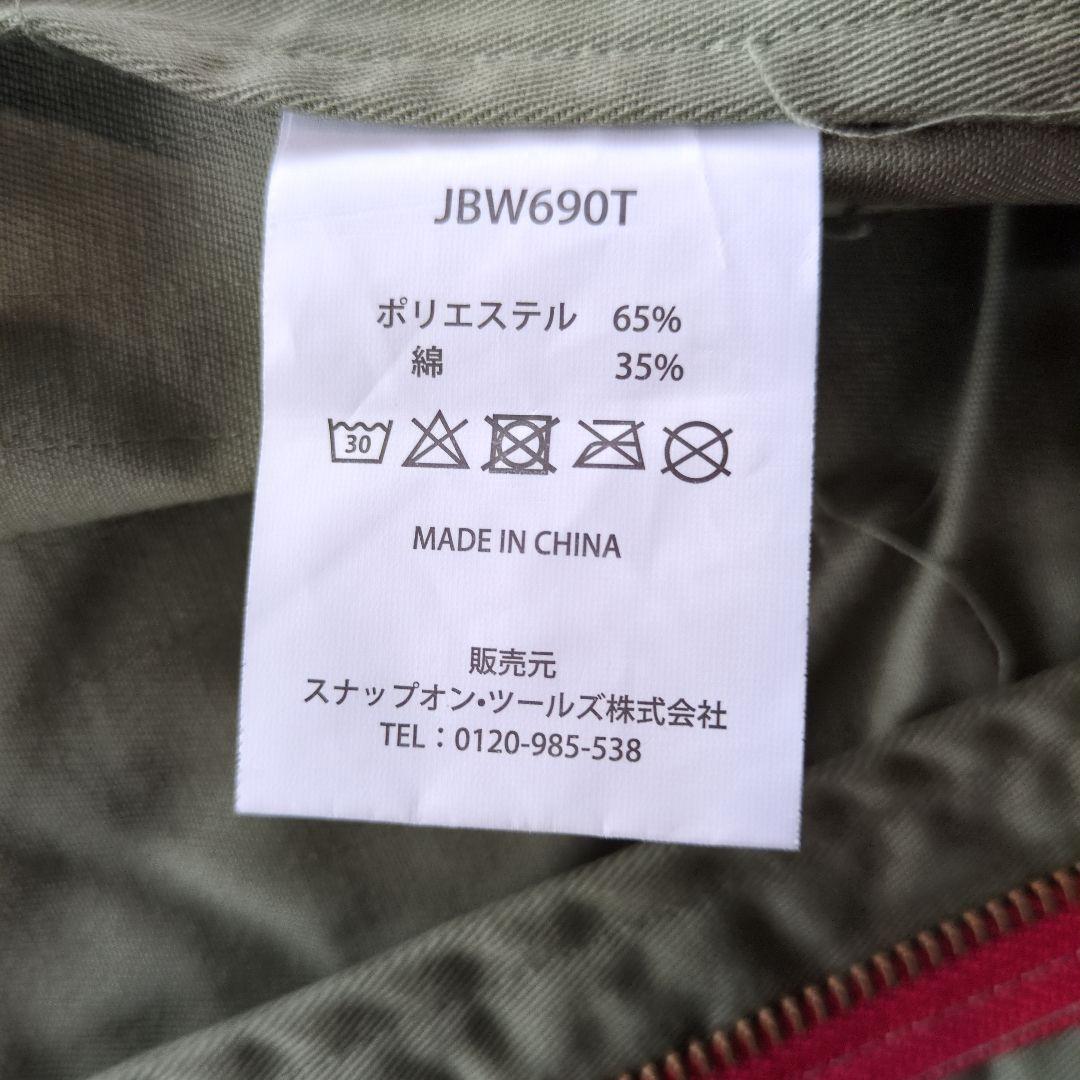 JBW690T
ポリエステル 65%
綿 35%
30
MADE IN CHINA
販売元
スナップオン・ツールズ株式会社
TEL：0120-985-538